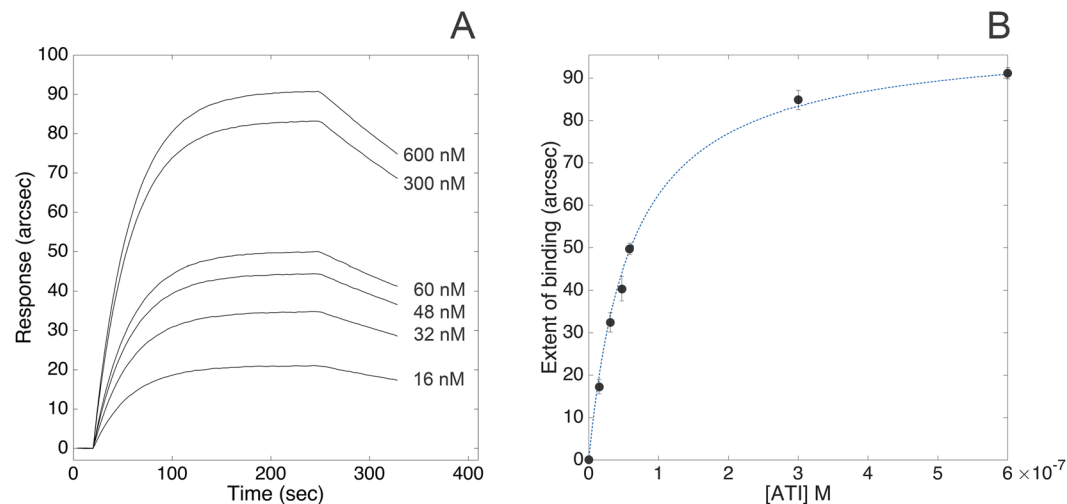 A
100
90
80
70
60
50
40
30
20
10
0
Response (arcsec)
600 nM
300 nM
60 nM
48 nM
32 nM
16 nM
0 100 200 300 400
Time (sec)
B
90
80
70
60
50
40
30
20
10
0
Extent of binding (arcsec)
0 1 2 3 4 5 6 ×10⁻⁷
[ATI] M